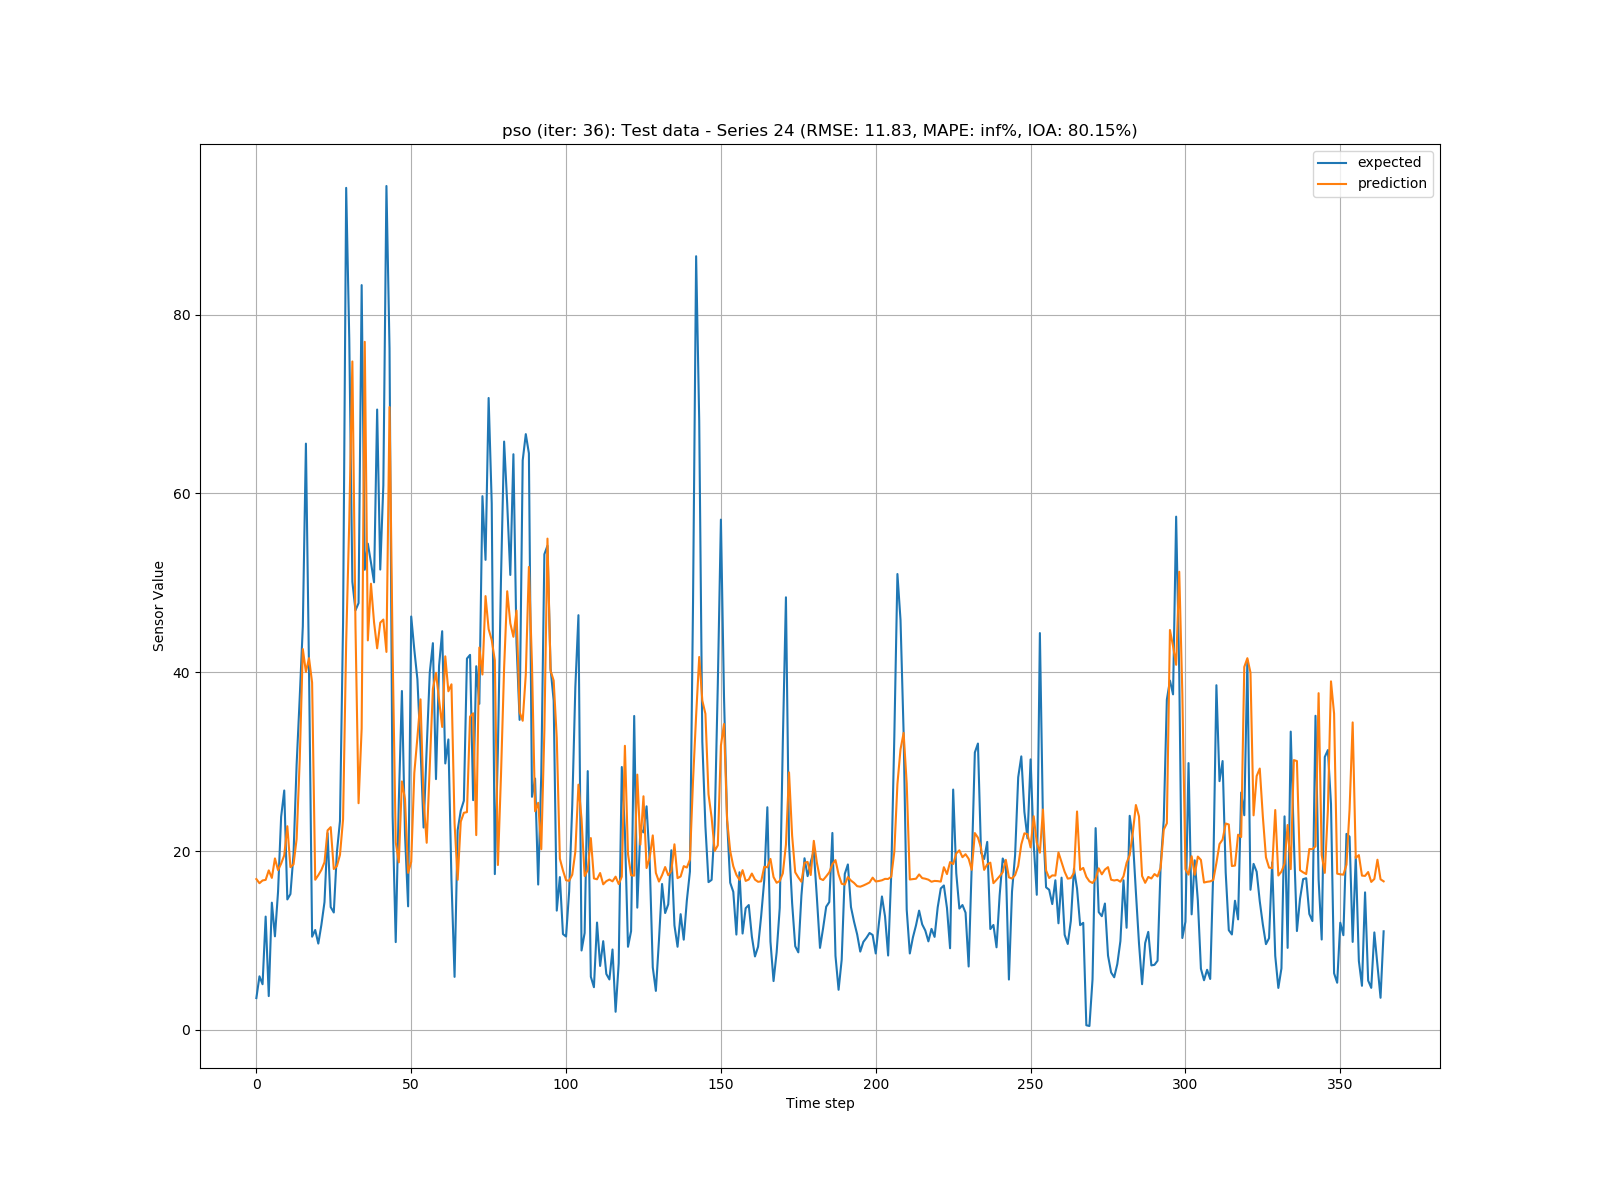 pso (iter: 36): Test data - Series 24 (RMSE: 11.83, MAPE: inf%, IOA: 80.15%)
expected
prediction
80
60
40
20
0
Sensor Value
0 50 100 150 200 250 300 350
Time step